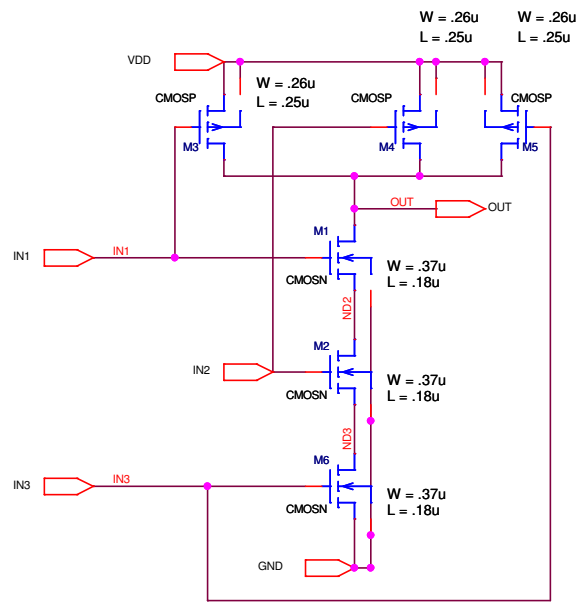 W = .26u
L = .25u
W = .26u
L = .25u
VDD
W = .26u
L = .25u
CMOSP
CMOSP
CMOSP
M3
M4
M5
OUT
OUT
M1
IN1
IN1
W = .37u
L = .18u
CMOSN
ND2
M2
IN2
W = .37u
L = .18u
CMOSN
ND3
M6
IN3
IN3
W = .37u
L = .18u
CMOSN
GND